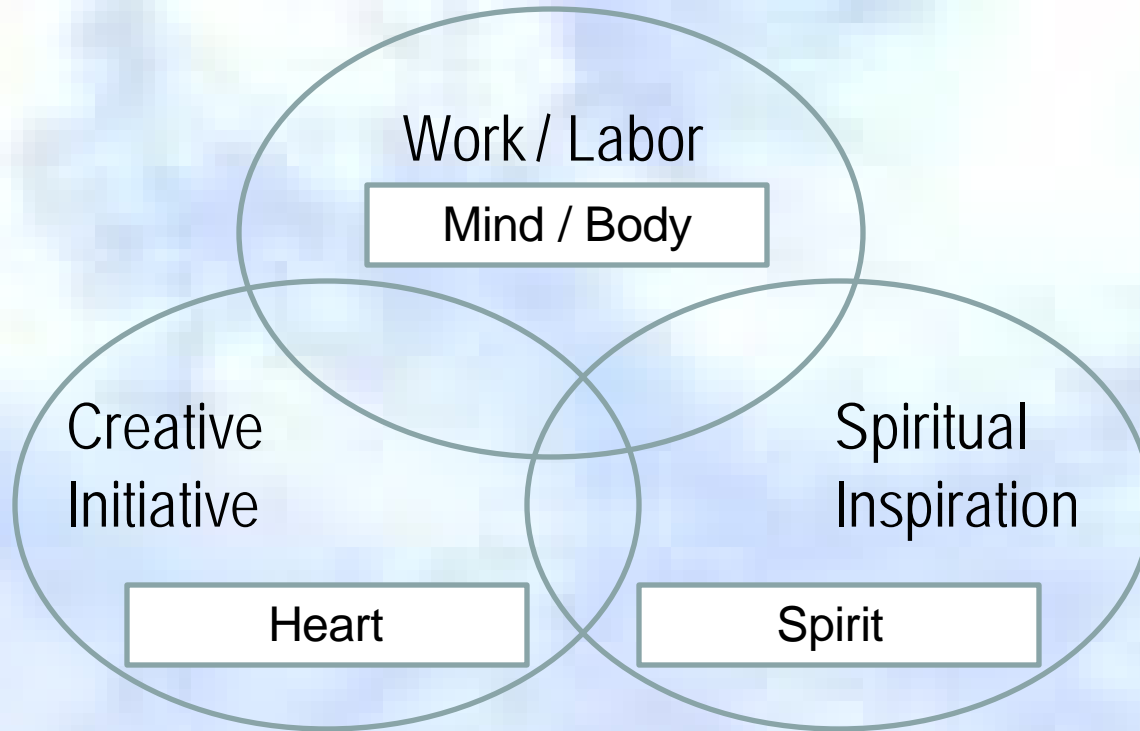 Work / Labor
Mind / Body
Creative
Initiative
Spiritual
Inspiration
Heart
Spirit